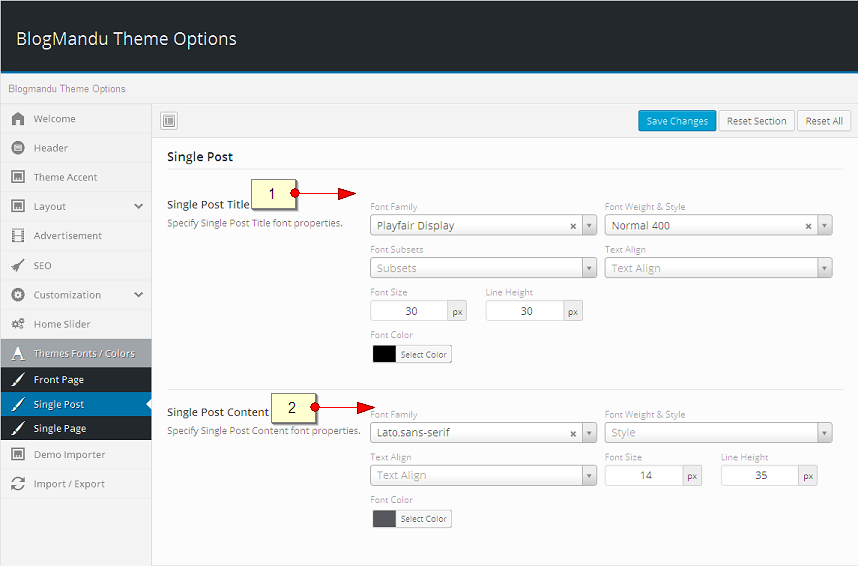 BlogMandu Theme Options
Blogmandu Theme Options
Welcome
Header
Theme Accent
Layout
Advertisement
SEO
Customization
Home Slider
Themes Fonts / Colors
Front Page
Single Post
Single Page
Demo Importer
Import / Export
Save Changes Reset Section Reset All
Single Post
Single Post Title 1
Specify Single Post Title font properties.
Font Family Font Weight & Style
Playfair Display × Normal 400 ×
Font Subsets Text Align
Subsets Text Align
Font Size Line Height
30 px 30 px
Font Color
Select Color
Single Post Content 2
Specify Single Post Content font properties.
Font Family Font Weight & Style
Lato,sans-serif × Style
Text Align Font Size Line Height
Text Align 14 px 35 px
Font Color
Select Color